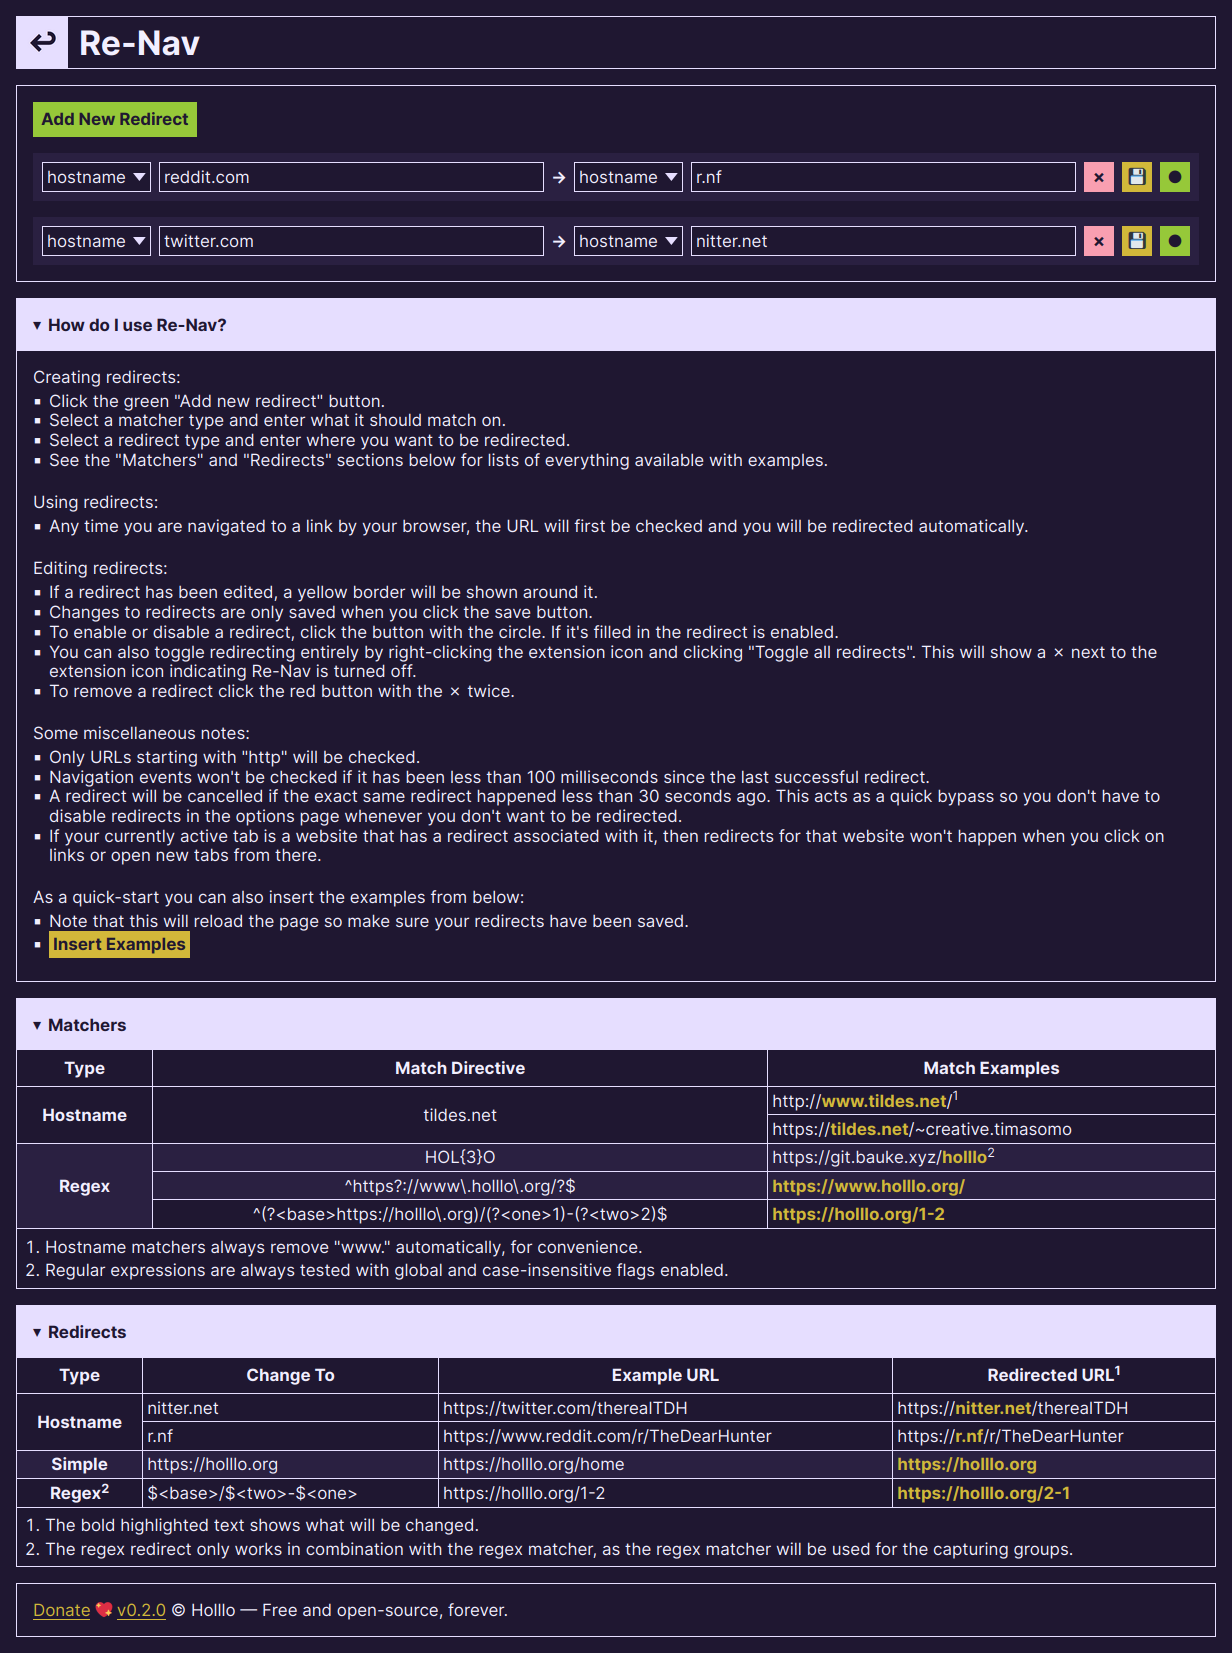 ↩ Re-Nav
Add New Redirect
hostname ▼ reddit.com → hostname ▼ r.nf × 💾 ●
hostname ▼ twitter.com → hostname ▼ nitter.net × 💾 ●
▾ How do I use Re-Nav?
Creating redirects:
▪ Click the green "Add new redirect" button.
▪ Select a matcher type and enter what it should match on.
▪ Select a redirect type and enter where you want to be redirected.
▪ See the "Matchers" and "Redirects" sections below for lists of everything available with examples.
Using redirects:
▪ Any time you are navigated to a link by your browser, the URL will first be checked and you will be redirected automatically.
Editing redirects:
▪ If a redirect has been edited, a yellow border will be shown around it.
▪ Changes to redirects are only saved when you click the save button.
▪ To enable or disable a redirect, click the button with the circle. If it's filled in the redirect is enabled.
▪ You can also toggle redirecting entirely by right-clicking the extension icon and clicking "Toggle all redirects". This will show a × next to the
extension icon indicating Re-Nav is turned off.
▪ To remove a redirect click the red button with the × twice.
Some miscellaneous notes:
▪ Only URLs starting with "http" will be checked.
▪ Navigation events won't be checked if it has been less than 100 milliseconds since the last successful redirect.
▪ A redirect will be cancelled if the exact same redirect happened less than 30 seconds ago. This acts as a quick bypass so you don't have to
disable redirects in the options page whenever you don't want to be redirected.
▪ If your currently active tab is a website that has a redirect associated with it, then redirects for that website won't happen when you click on
links or open new tabs from there.
As a quick-start you can also insert the examples from below:
▪ Note that this will reload the page so make sure your redirects have been saved.
▪ Insert Examples
▾ Matchers
Type Match Directive Match Examples
Hostname tildes.net http://www.tildes.net/¹
https://tildes.net/~creative.timasomo
Regex HOL{3}O https://git.bauke.xyz/holllo²
^https?://www\.holllo\.org/?$ https://www.holllo.org/
^(?<base>https://holllo\.org)/(?<one>1)-(?<two>2)$ https://holllo.org/1-2
1. Hostname matchers always remove "www." automatically, for convenience.
2. Regular expressions are always tested with global and case-insensitive flags enabled.
▾ Redirects
Type Change To Example URL Redirected URL¹
Hostname nitter.net https://twitter.com/therealTDH https://nitter.net/therealTDH
r.nf https://www.reddit.com/r/TheDearHunter https://r.nf/r/TheDearHunter
Simple https://holllo.org https://holllo.org/home https://holllo.org
Regex² $<base>/$<two>-$<one> https://holllo.org/1-2 https://holllo.org/2-1
1. The bold highlighted text shows what will be changed.
2. The regex redirect only works in combination with the regex matcher, as the regex matcher will be used for the capturing groups.
Donate 💖 v0.2.0 © Holllo — Free and open-source, forever.